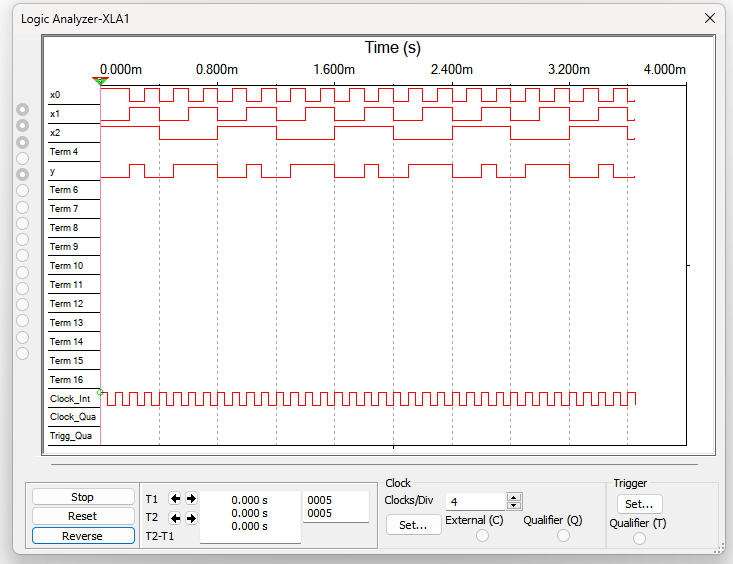 Logic Analyzer-XLA1
Time (s)
0.000m 0.800m 1.600m 2.400m 3.200m 4.000m
x0
x1
x2
Term 4
y
Term 6
Term 7
Term 8
Term 9
Term 10
Term 11
Term 12
Term 13
Term 14
Term 15
Term 16
Clock_Int
Clock_Qua
Trigg_Qua
Stop
Reset
Reverse
T1
T2
T2-T1
0.000 s
0.000 s
0.000 s
0005
0005
Clock
Clocks/Div 4
Set...
External (C)
Qualifier (Q)
Trigger
Set...
Qualifier (T)